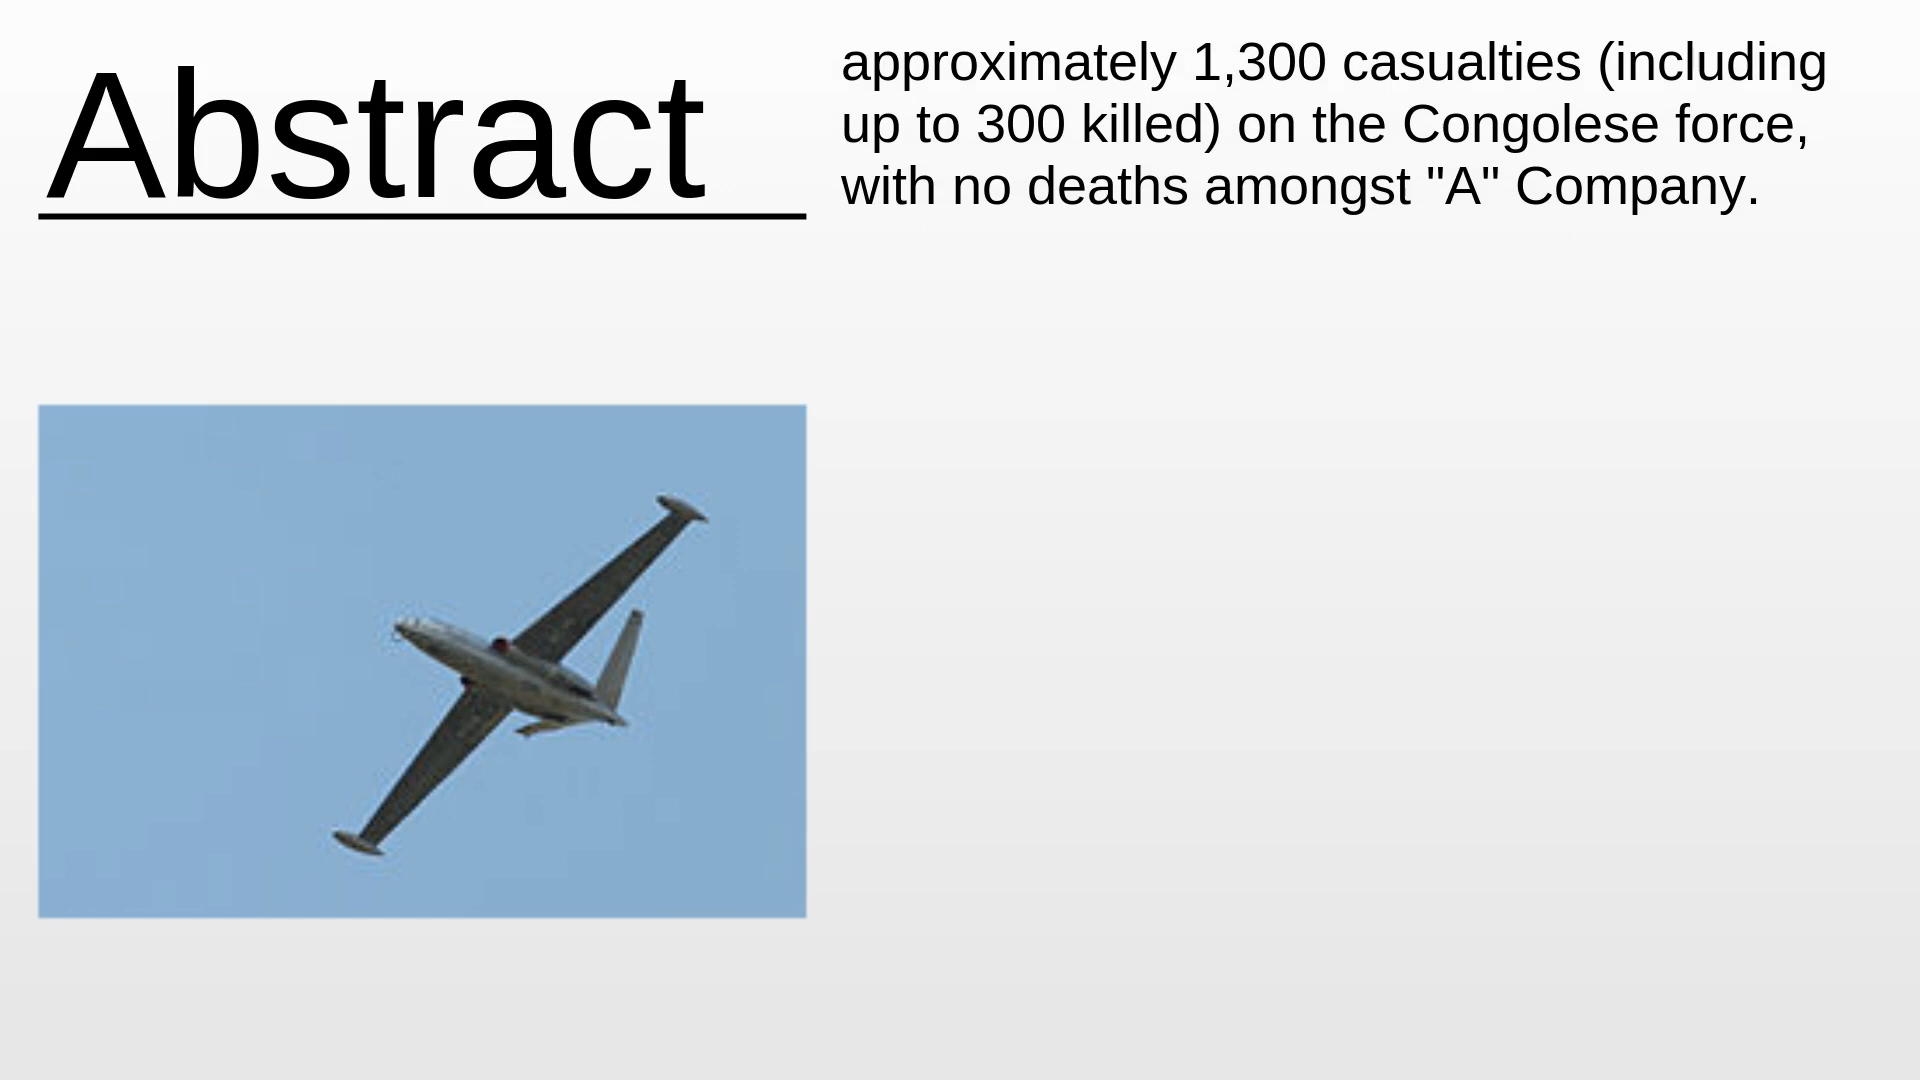 Abstract
approximately 1,300 casualties (including
up to 300 killed) on the Congolese force,
with no deaths amongst "A" Company.